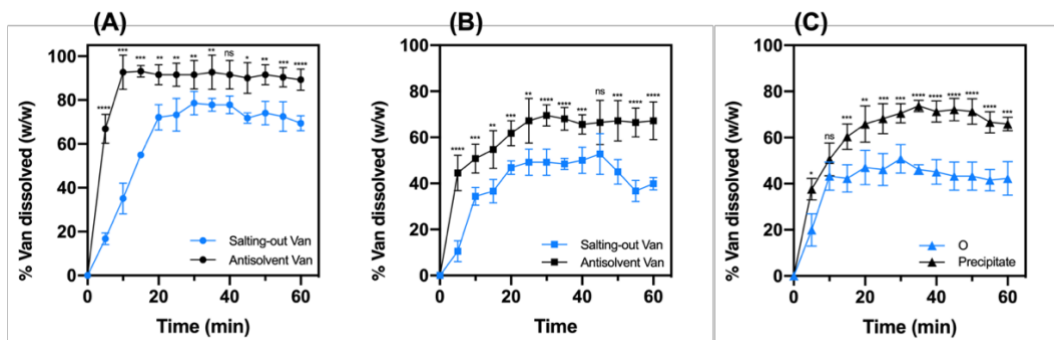 (A)
% Van dissolved (w/w)
100
80
60
40
20
0
**** *** *** ** ** ** ** ns * ** *** ****
Salting-out Van
Antisolvent Van
0 20 40 60
Time (min)
(B)
% Van dissolved (w/w)
100
80
60
40
20
0
**** *** ** *** ** **** **** **** ns *** **** ****
Salting-out Van
Antisolvent Van
0 20 40 60
Time
(C)
% Van dissolved (w/w)
100
80
60
40
20
0
* ns *** ** *** *** **** **** **** **** **** ***
O
Precipitate
0 20 40 60
Time (min)